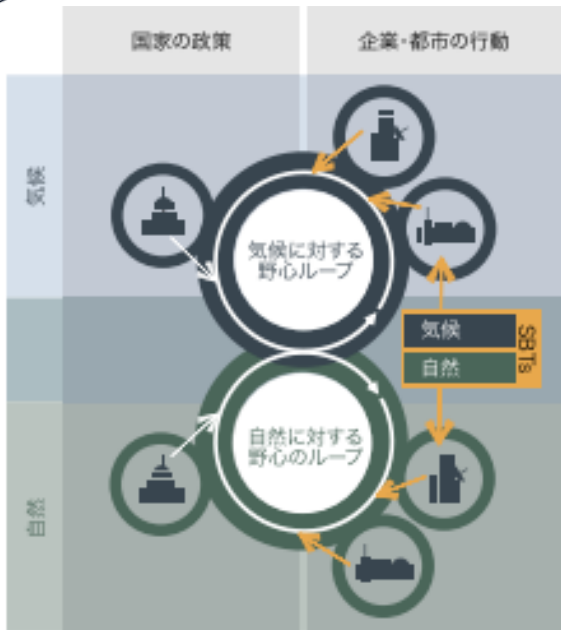 国家の政策
企業・都市の行動
気候
気候に対する
野心ループ
気候
自然
SBTs
自然に対する
野心のループ
自然